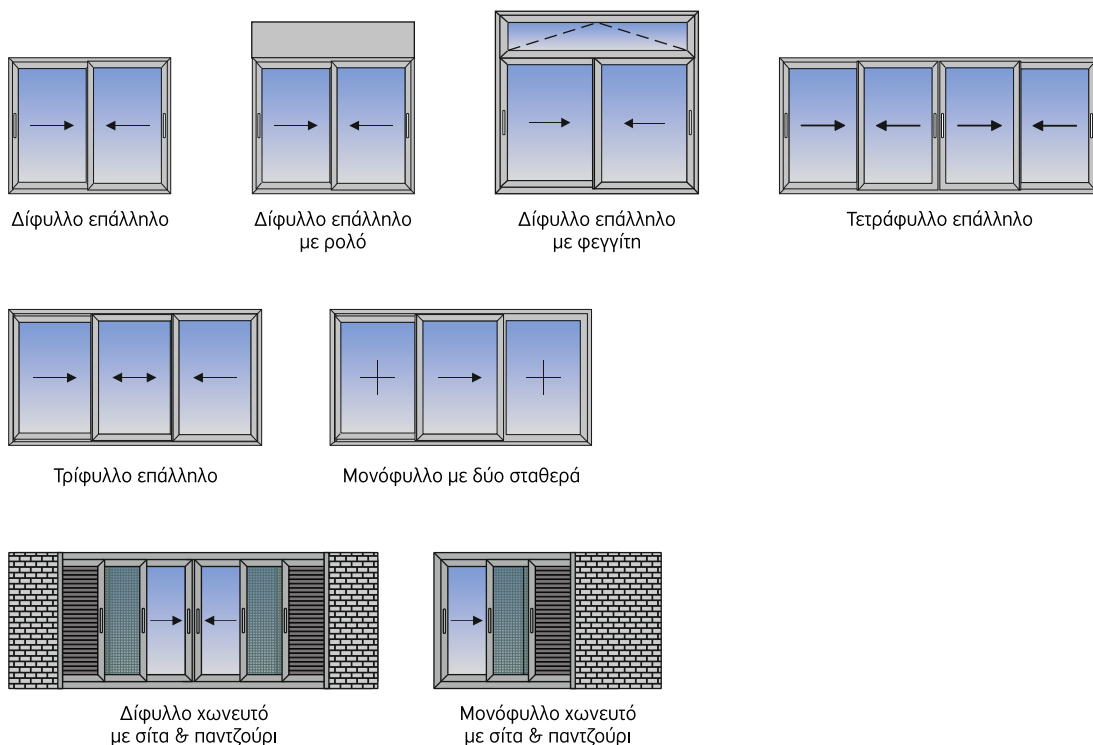 Δίφυλλο επάλληλο
Δίφυλλο επάλληλο
με ρολό
Δίφυλλο επάλληλο
με φεγγίτη
Τετράφυλλο επάλληλο
Τρίφυλλο επάλληλο
Μονόφυλλο με δύο σταθερά
Δίφυλλο χωνευτό
με σίτα & παντζούρι
Μονόφυλλο χωνευτό
με σίτα & παντζούρι